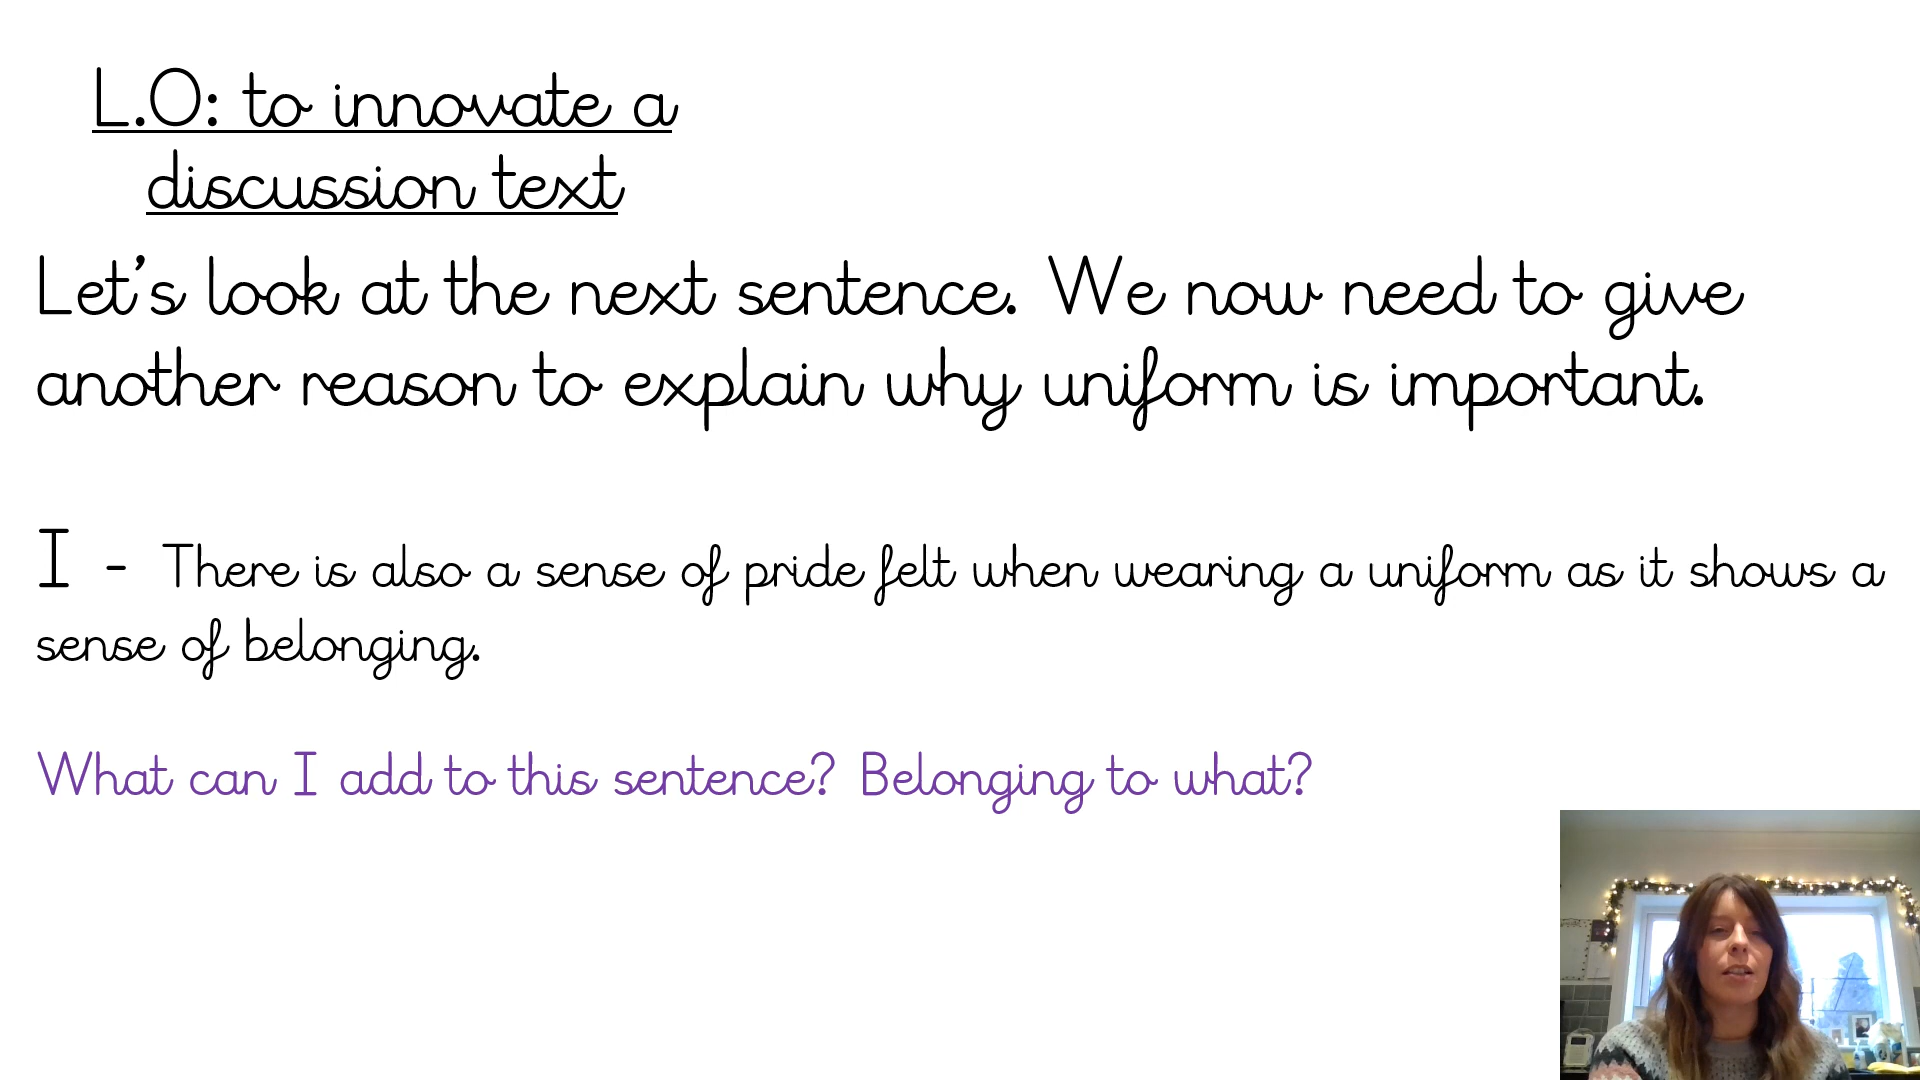 L.O: to innovate a
discussion text
Let's look at the next sentence. We now need to give
another reason to explain why uniform is important.
I - There is also a sense of pride felt when wearing a uniform as it shows a
sense of belonging.
What can I add to this sentence? Belonging to what?